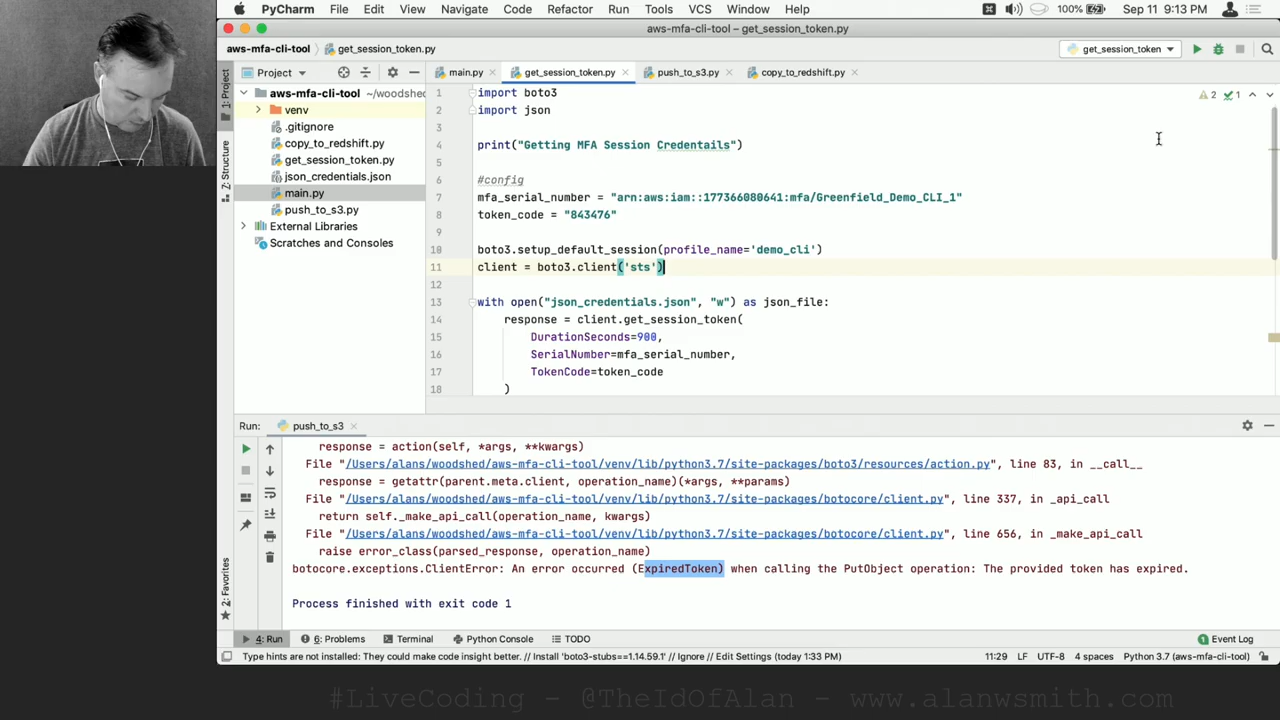 PyCharm File Edit View Navigate Code Refactor Run Tools VCS Window Help 100% Sep 11 9:13 PM
aws-mfa-cli-tool – get_session_token.py
aws-mfa-cli-tool get_session_token.py get_session_token
1: Project
Project
main.py get_session_token.py push_to_s3.py copy_to_redshift.py
aws-mfa-cli-tool ~/woodshed
venv
.gitignore
copy_to_redshift.py
get_session_token.py
json_credentials.json
main.py
push_to_s3.py
External Libraries
Scratches and Consoles
Z: Structure
2 1
1 import boto3
2 import json
3
4 print("Getting MFA Session Credentails")
5
6 #config
7 mfa_serial_number = "arn:aws:iam::177366080641:mfa/Greenfield_Demo_CLI_1"
8 token_code = "843476"
9
10 boto3.setup_default_session(profile_name='demo_cli')
11 client = boto3.client('sts')
12
13 with open("json_credentials.json", "w") as json_file:
14 response = client.get_session_token(
15 DurationSeconds=900,
16 SerialNumber=mfa_serial_number,
17 TokenCode=token_code
18 )
Run: push_to_s3
response = action(self, *args, **kwargs)
File "/Users/alans/woodshed/aws-mfa-cli-tool/venv/lib/python3.7/site-packages/boto3/resources/action.py", line 83, in __call__
response = getattr(parent.meta.client, operation_name)(*args, **params)
File "/Users/alans/woodshed/aws-mfa-cli-tool/venv/lib/python3.7/site-packages/botocore/client.py", line 337, in _api_call
return self._make_api_call(operation_name, kwargs)
File "/Users/alans/woodshed/aws-mfa-cli-tool/venv/lib/python3.7/site-packages/botocore/client.py", line 656, in _make_api_call
raise error_class(parsed_response, operation_name)
botocore.exceptions.ClientError: An error occurred (ExpiredToken) when calling the PutObject operation: The provided token has expired.
Process finished with exit code 1
2: Favorites
4: Run 6: Problems Terminal Python Console TODO 1 Event Log
Type hints are not installed: They could make code insight better. // Install 'boto3-stubs==1.14.59.1' // Ignore // Edit Settings (today 1:33 PM) 11:29 LF UTF-8 4 spaces Python 3.7 (aws-mfa-cli-tool)
#LiveCoding - @TheIdOfAlan - www.alanwsmith.com